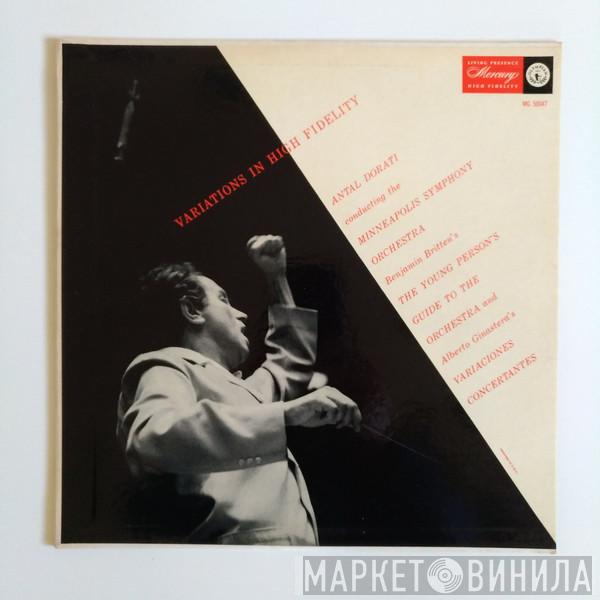 LIVING PRESENCE
Mercury
HIGH FIDELITY
MG 50047
VARIATIONS IN HIGH FIDELITY
ANTAL DORATI
conducting the
MINNEAPOLIS SYMPHONY
ORCHESTRA
Benjamin Britten's
THE YOUNG PERSON'S
GUIDE TO THE
ORCHESTRA and
Alberto Ginastera's
VARIACIONES
CONCERTANTES
МАРКЕТ ВИНИЛА